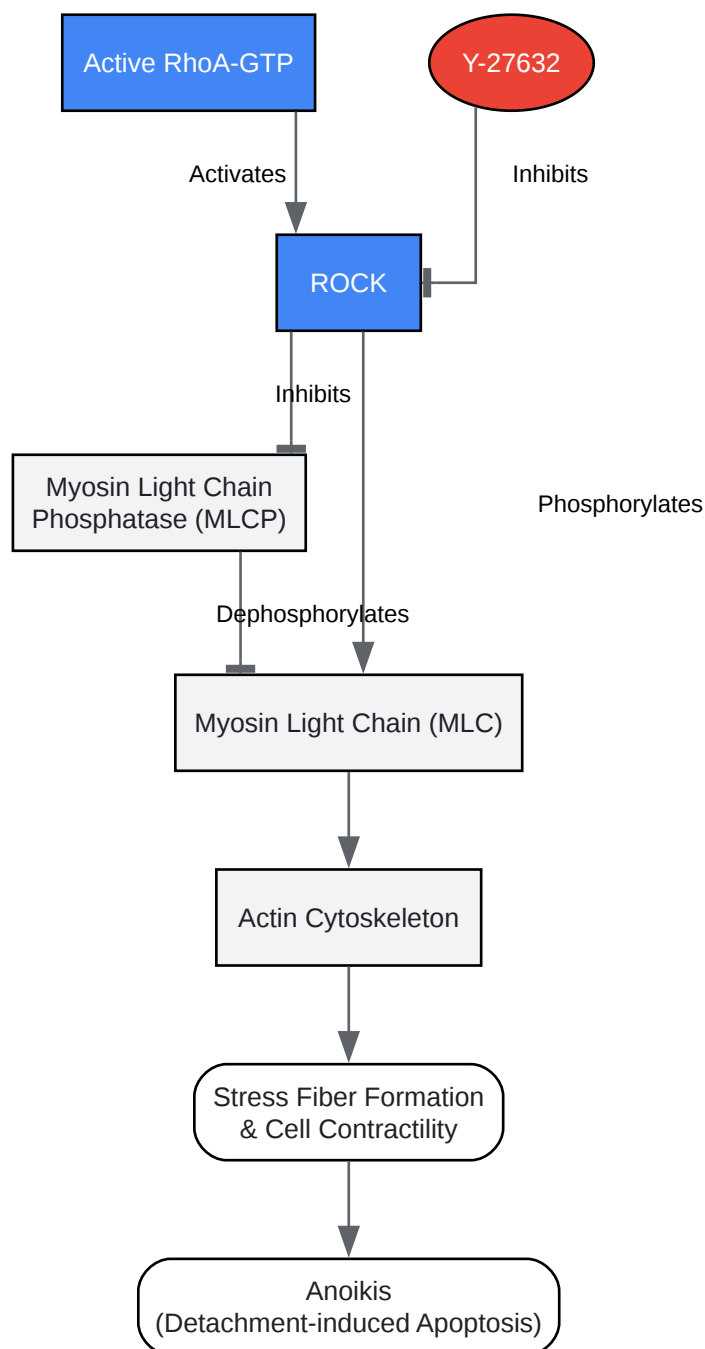 Active RhoA-GTP
Y-27632
Activates
Inhibits
ROCK
Inhibits
Myosin Light Chain
Phosphatase (MLCP)
Phosphorylates
Dephosphorylates
Myosin Light Chain (MLC)
Actin Cytoskeleton
Stress Fiber Formation
& Cell Contractility
Anoikis
(Detachment-induced Apoptosis)